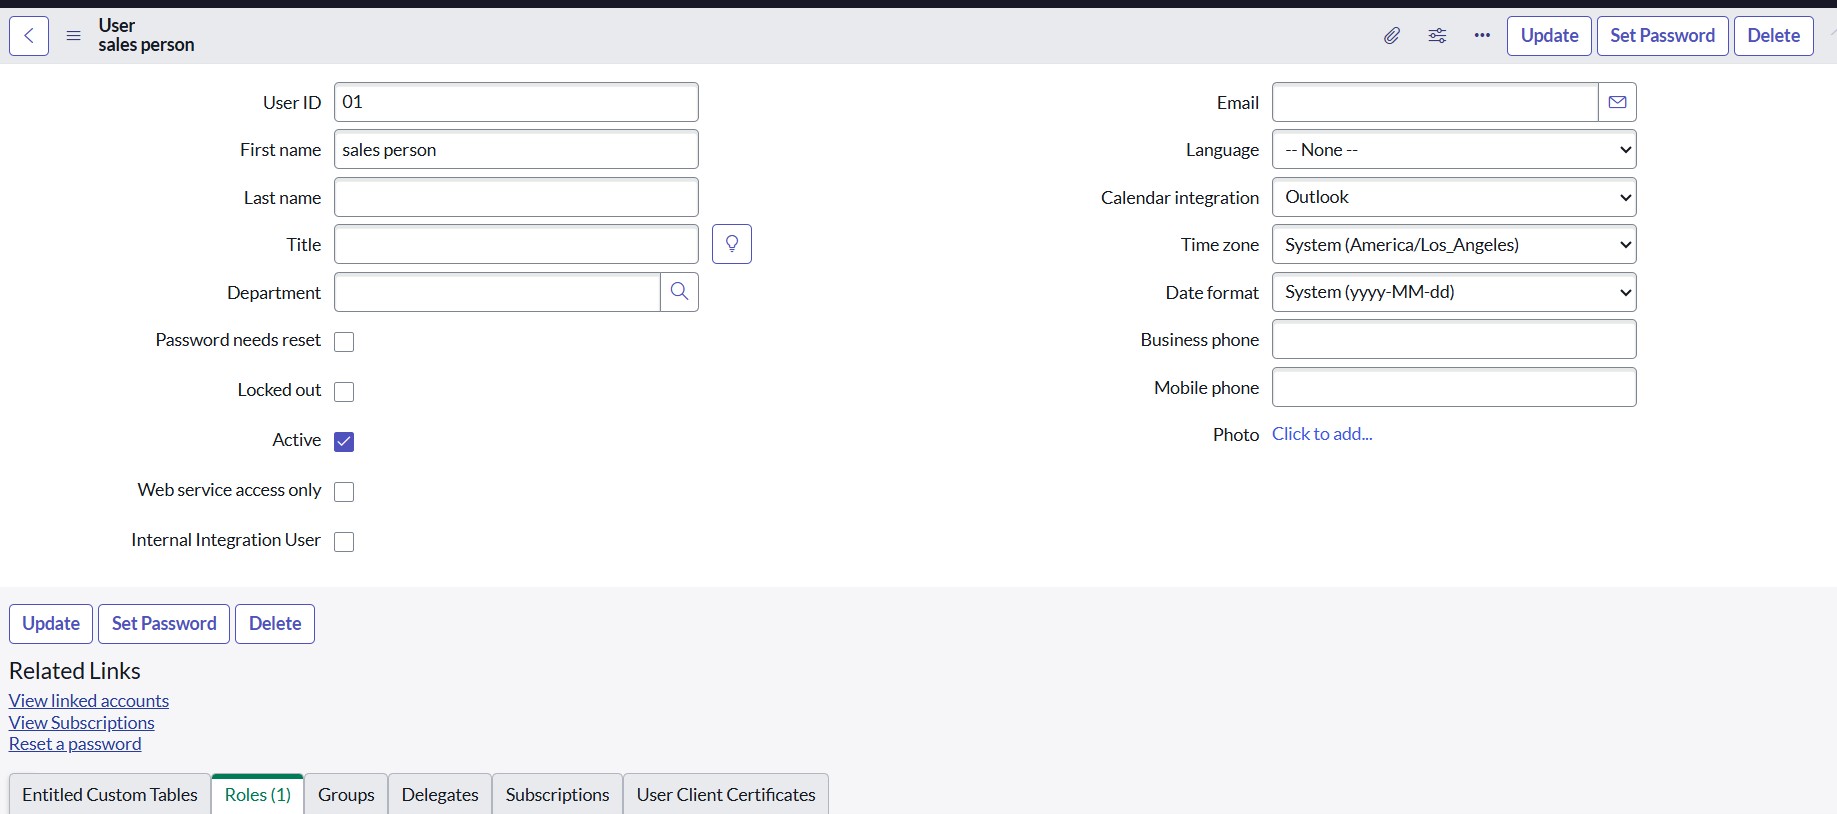 User
sales person
Update
Set Password
Delete
User ID
01
First name
sales person
Last name
Title
Department
Password needs reset
Locked out
Active
Web service access only
Internal Integration User
Email
Language
-- None --
Calendar integration
Outlook
Time zone
System (America/Los_Angeles)
Date format
System (yyyy-MM-dd)
Business phone
Mobile phone
Photo
Click to add...
Update
Set Password
Delete
Related Links
View linked accounts
View Subscriptions
Reset a password
Entitled Custom Tables
Roles (1)
Groups
Delegates
Subscriptions
User Client Certificates